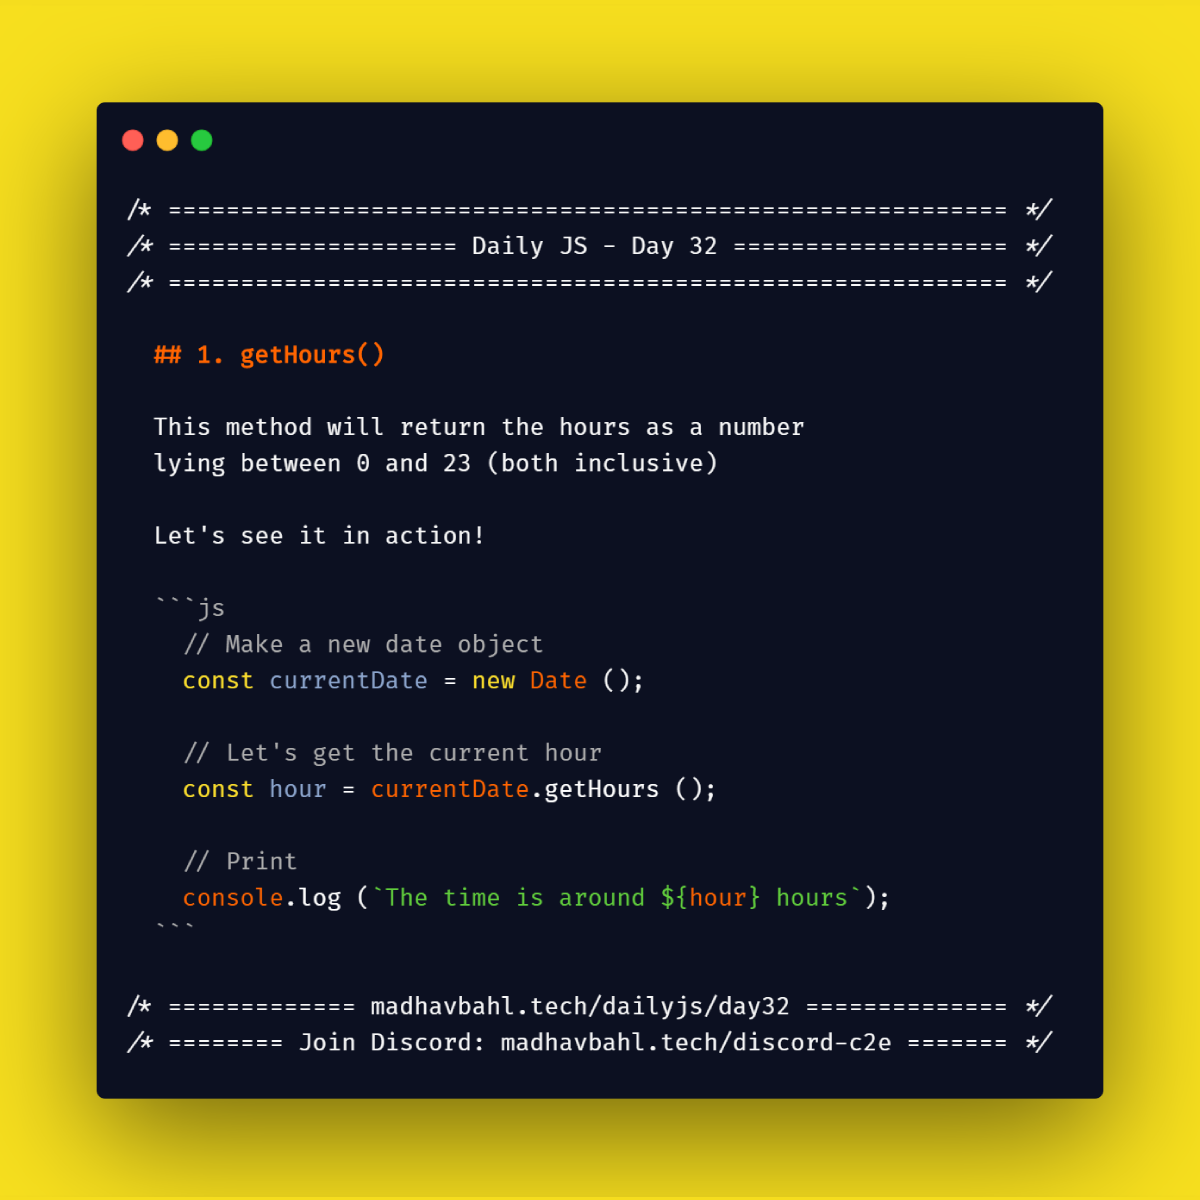 /* ========================================================== */
/* ==================== Daily JS - Day 32 =================== */
/* ========================================================== */
## 1. getHours()
This method will return the hours as a number
lying between 0 and 23 (both inclusive)
Let's see it in action!
```js
// Make a new date object
const currentDate = new Date ();
// Let's get the current hour
const hour = currentDate.getHours ();
// Print
console.log (`The time is around ${hour} hours`);
```
/* ============= madhavbahl.tech/dailyjs/day32 ============== */
/* ======== Join Discord: madhavbahl.tech/discord-c2e ======= */